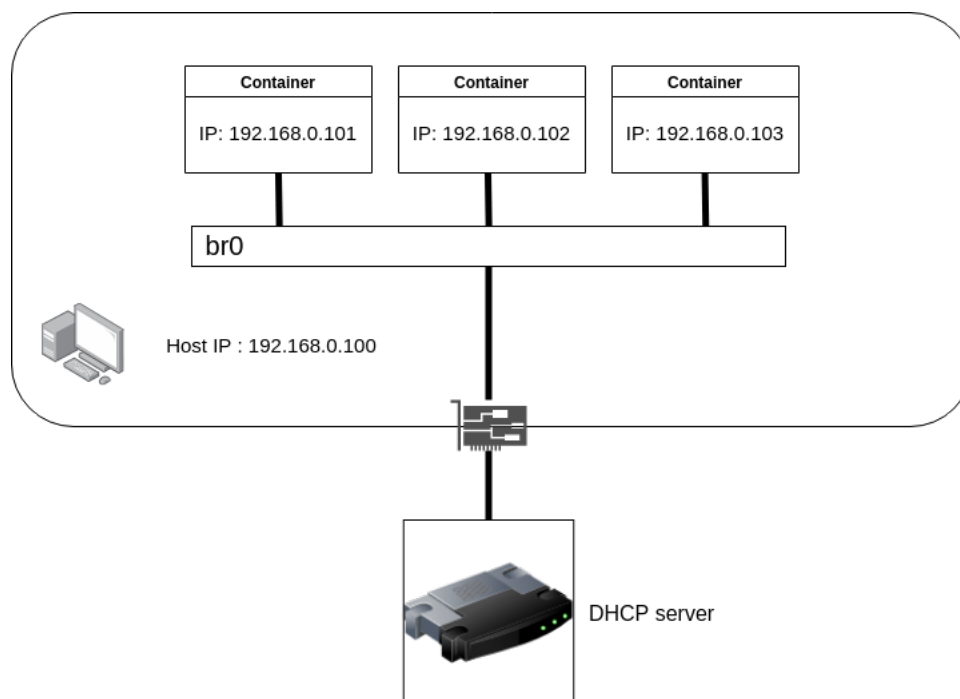 Container
IP: 192.168.0.101
Container
IP: 192.168.0.102
Container
IP: 192.168.0.103
br0
Host IP : 192.168.0.100
DHCP server